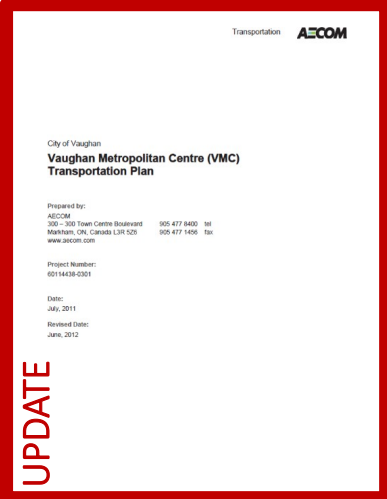 Transportation AECOM
City of Vaughan
Vaughan Metropolitan Centre (VMC)
Transportation Plan
Prepared by:
AECOM
300 – 300 Town Centre Boulevard 905 477 8400 tel
Markham, ON, Canada L3R 5Z6 905 477 1456 fax
www.aecom.com
Project Number:
60114438-0301
Date:
July, 2011
Revised Date:
June, 2012
UPDATE